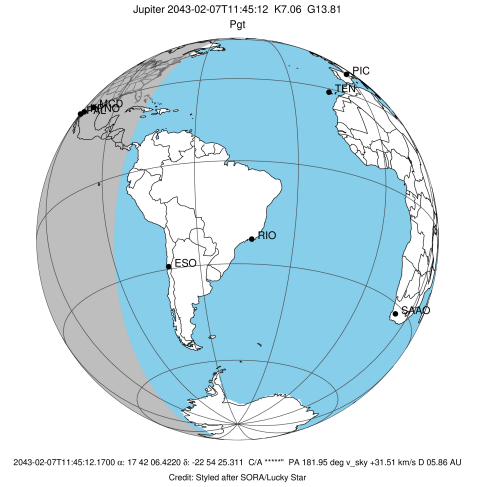 Jupiter 2043-02-07T11:45:12 K7.06 G13.81
Pgt
PIC
TEN
MCD
RIO
ESO
SAAO
2043-02-07T11:45:12.1700 α: 17 42 06.4220 δ: -22 54 25.311 C/A *****" PA 181.95 deg v_sky +31.51 km/s D 05.86 AU
Credit: Styled after SORA/Lucky Star